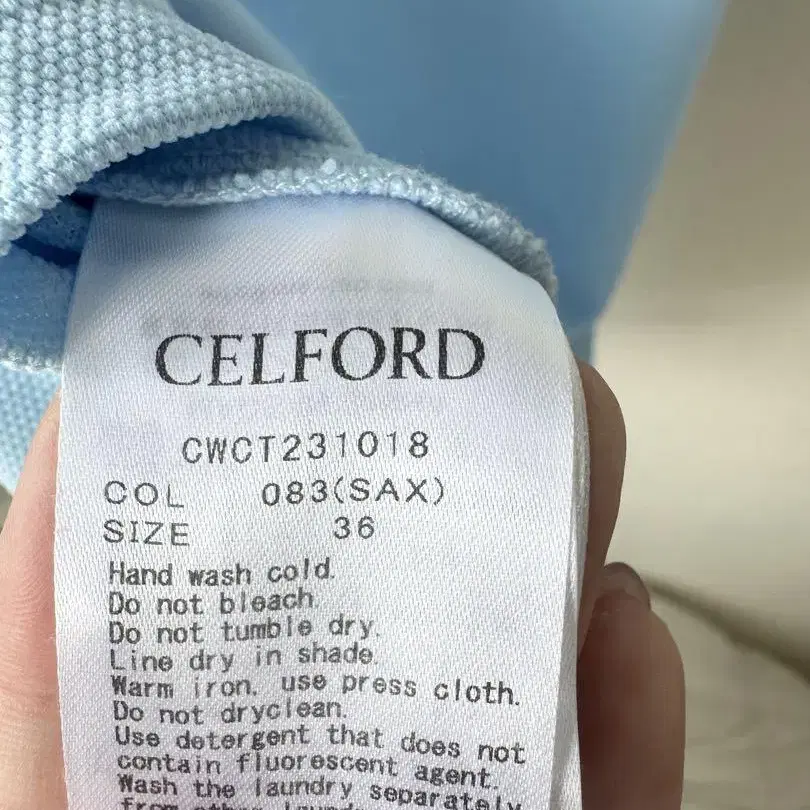 CELFORD
CWCT231018
COL 083(SAX)
SIZE 36
Hand wash cold.
Do not bleach.
Do not tumble dry.
Line dry in shade.
Warm iron. use press cloth.
Do not dryclean.
Use detergent that does not
contain fluorescent agent.
Wash the laundry separately
from other